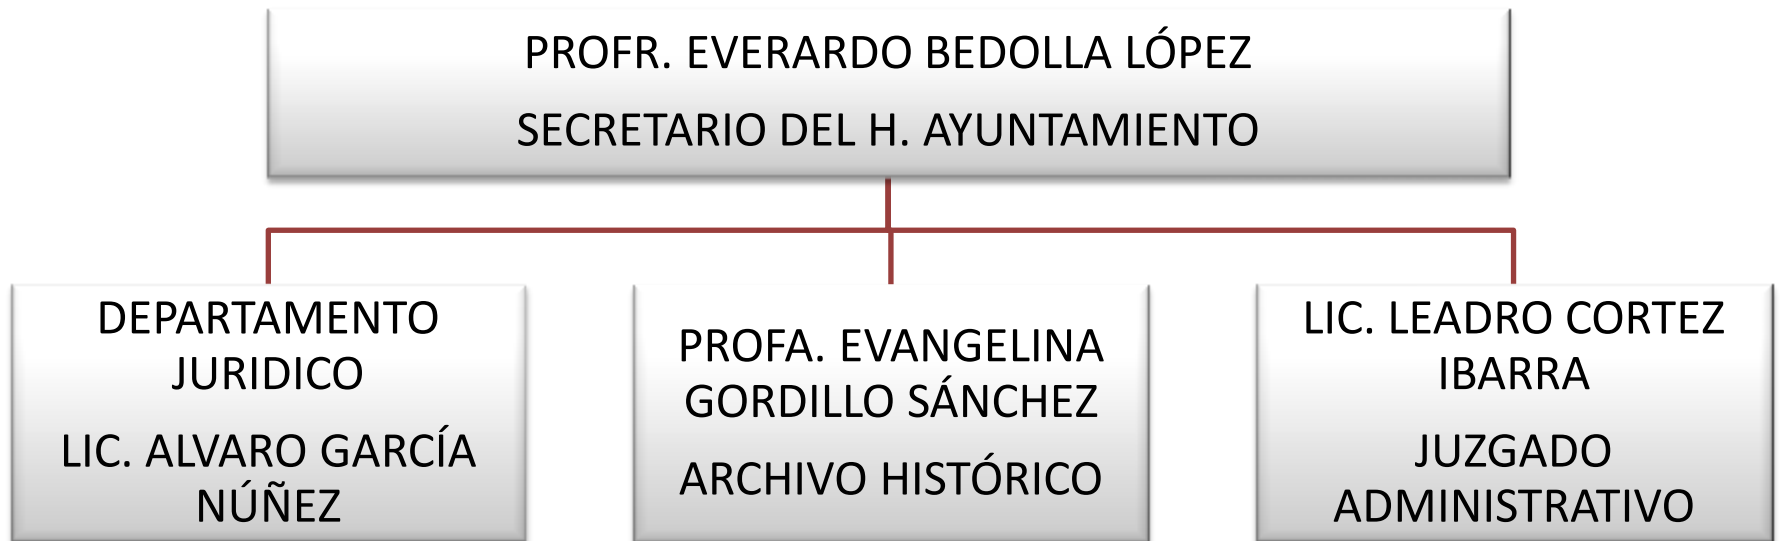 PROFR. EVERARDO BEDOLLA LÓPEZ
SECRETARIO DEL H. AYUNTAMIENTO
DEPARTAMENTO
JURIDICO
LIC. ALVARO GARCÍA
NÚÑEZ
PROFA. EVANGELINA
GORDILLO SÁNCHEZ
ARCHIVO HISTÓRICO
LIC. LEADRO CORTEZ
IBARRA
JUZGADO
ADMINISTRATIVO